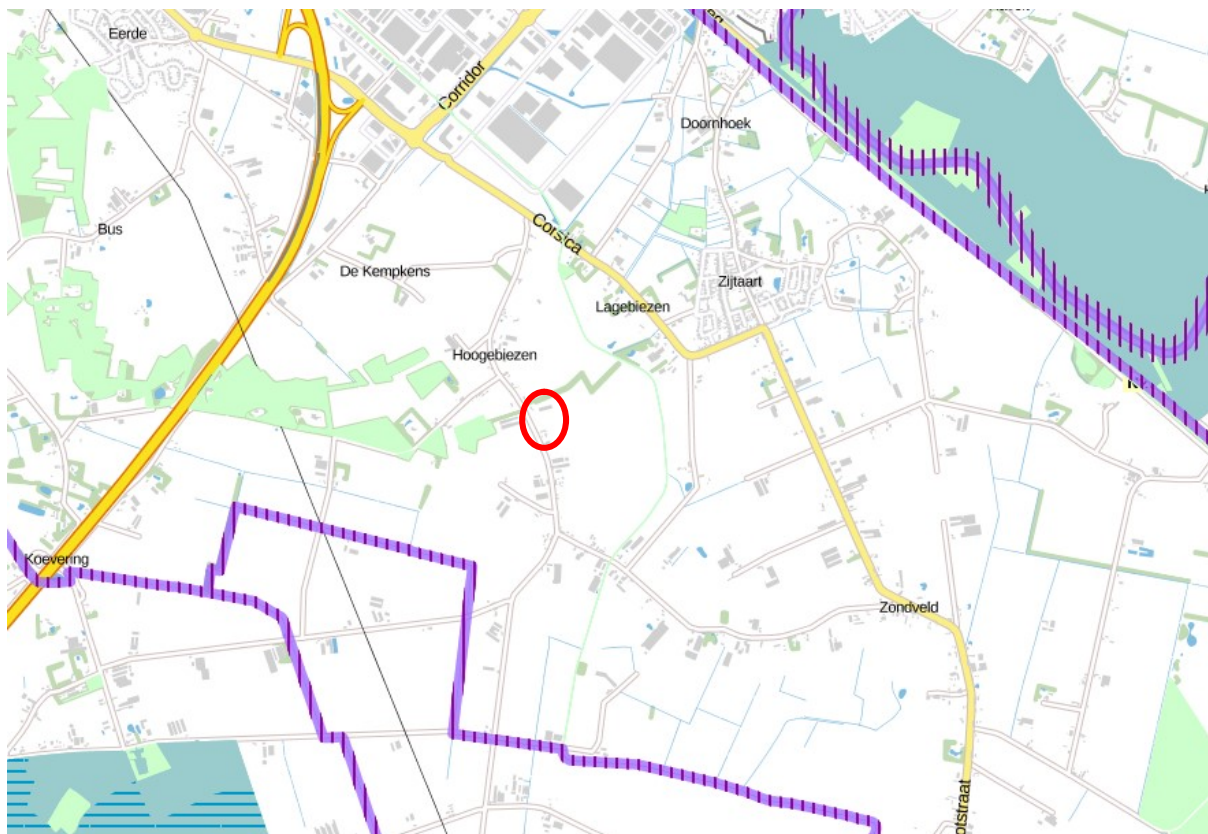 Eerde
Corridor
Doornhoek
Bus
Corsica
De Kempkens
Zijtaart
Lagebiezen
Hoogebiezen
Koevering
Zondveld